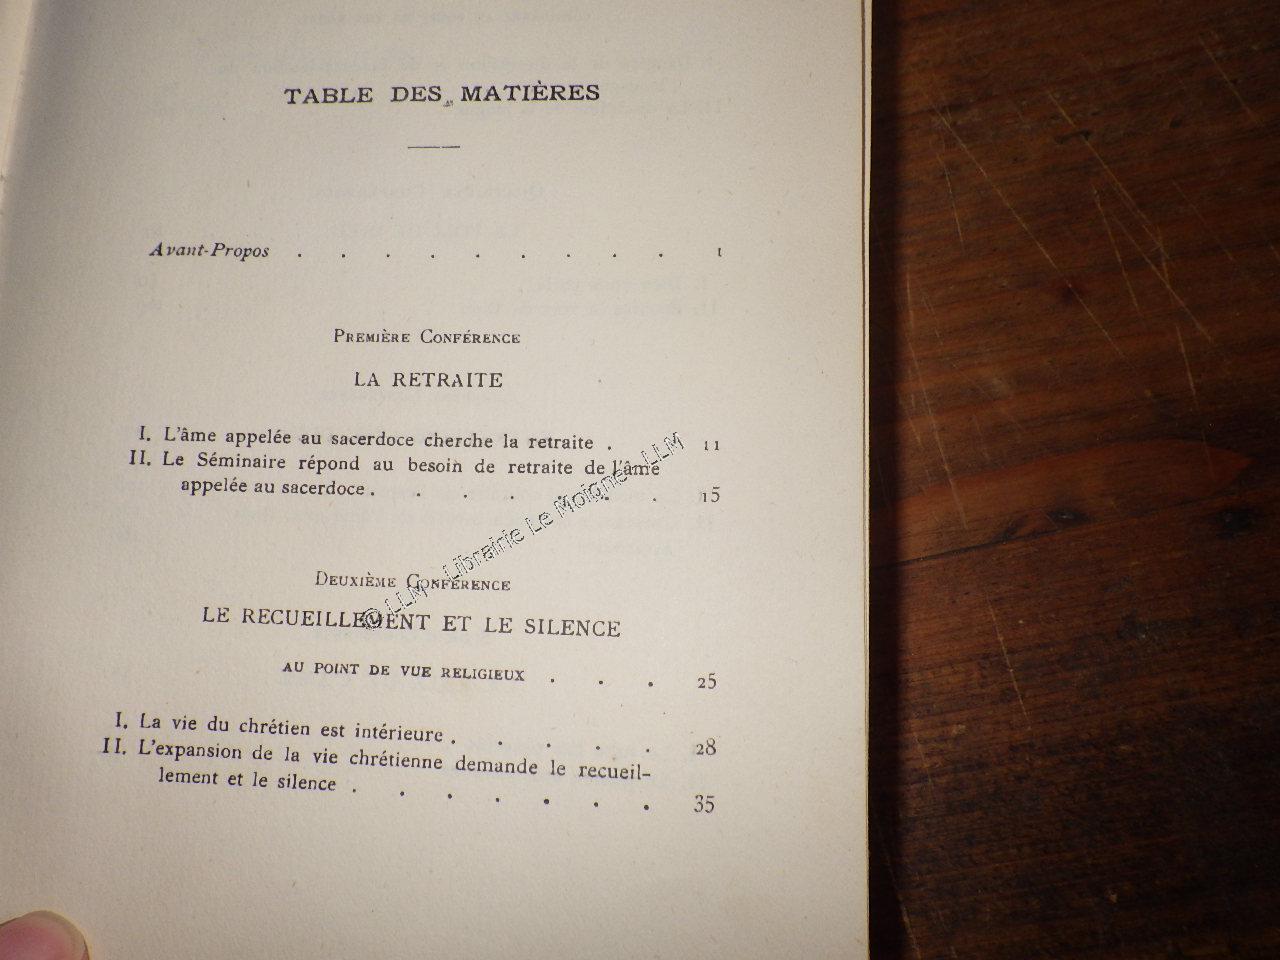 TABLE DES MATIÈRES
Avant-Propos . . . . . . . . . 1
Première Conférence
LA RETRAITE
I. L'âme appelée au sacerdoce cherche la retraite . 11
II. Le Séminaire répond au besoin de retraite de l'âme
appelée au sacerdoce . . . . . . . 15
Deuxième Conférence
LE RECUEILLEMENT ET LE SILENCE
AU POINT DE VUE RELIGIEUX . . . 25
I. La vie du chrétien est intérieure . . . . . 28
II. L'expansion de la vie chrétienne demande le recueil-
lement et le silence . . . . . . . 35
© LLM - Librairie Le Moigne - LLM